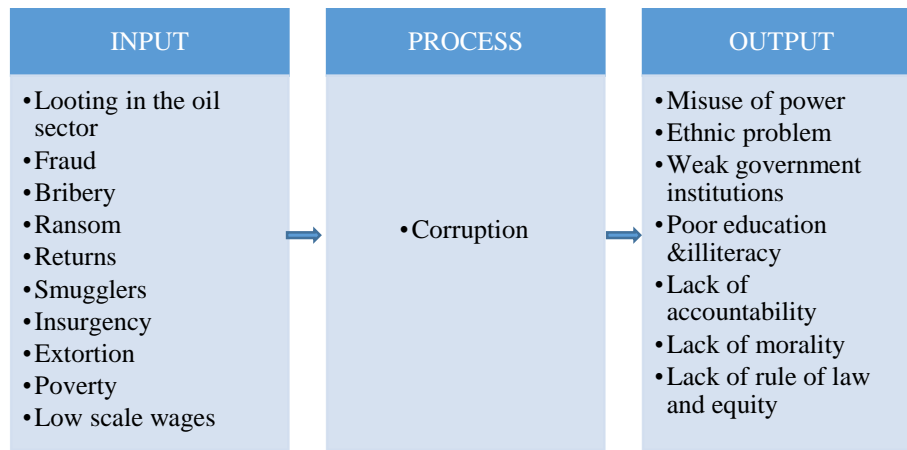 INPUT
•Looting in the oil
sector
•Fraud
•Bribery
•Ransom
•Returns
•Smugglers
•Insurgency
•Extortion
•Poverty
•Low scale wages
PROCESS
•Corruption
OUTPUT
•Misuse of power
•Ethnic problem
•Weak government
institutions
•Poor education
&illiteracy
•Lack of
accountability
•Lack of morality
•Lack of rule of law
and equity